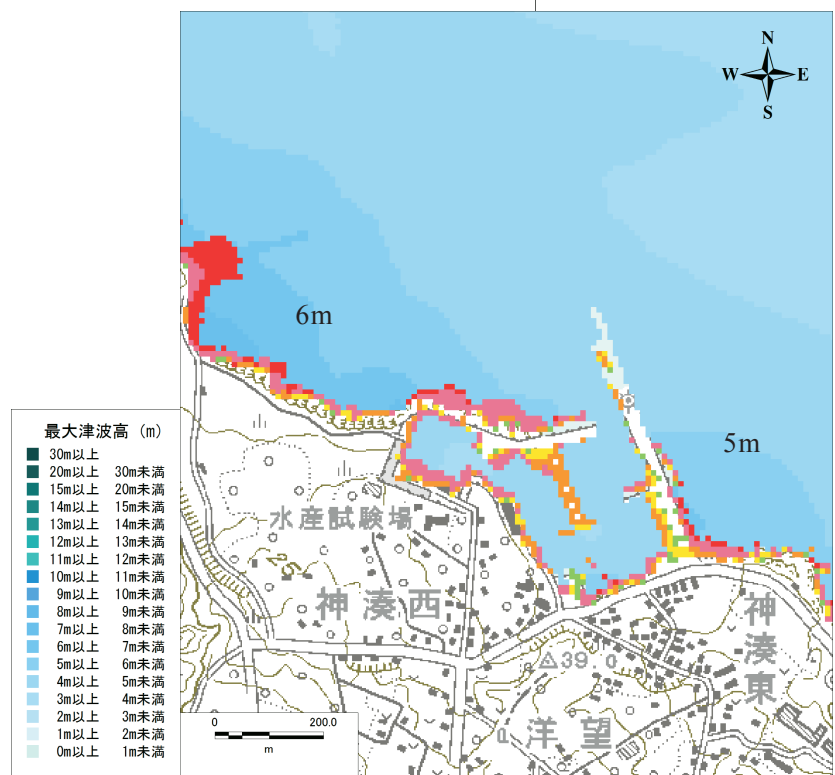 N
W E
S
6m
5m
最大津波高 (m)
30m以上
20m以上 30m未満
15m以上 20m未満
14m以上 15m未満
13m以上 14m未満
12m以上 13m未満
11m以上 12m未満
10m以上 11m未満
9m以上 10m未満
8m以上 9m未満
7m以上 8m未満
6m以上 7m未満
5m以上 6m未満
4m以上 5m未満
3m以上 4m未満
2m以上 3m未満
1m以上 2m未満
0m以上 1m未満
水産試験場
神湊西
神湊東
39.0
洋望
0 200.0
m